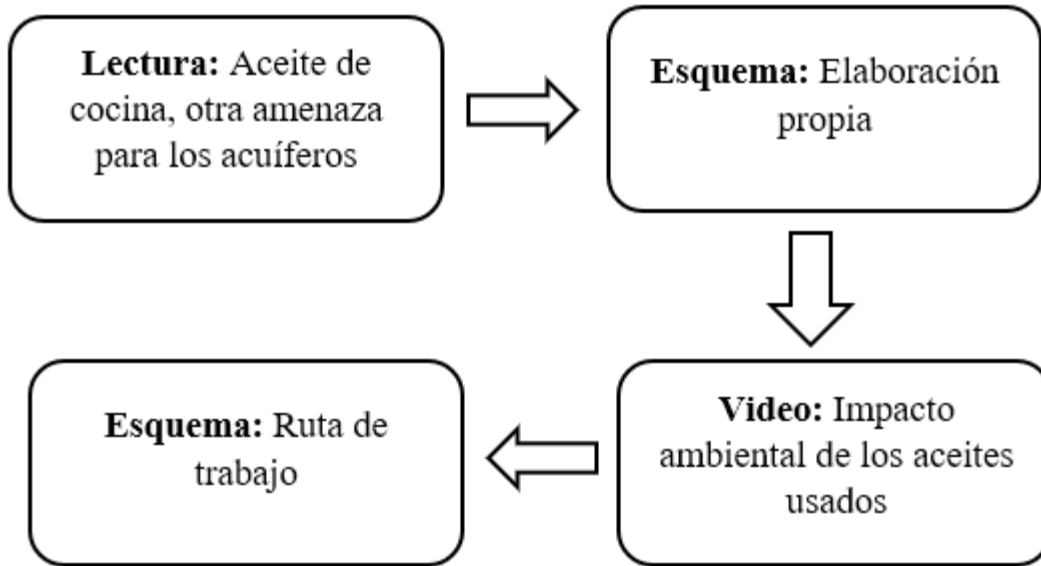 Lectura: Aceite de
cocina, otra amenaza
para los acuíferos
Esquema: Elaboración
propia
Video: Impacto
ambiental de los aceites
usados
Esquema: Ruta de
trabajo